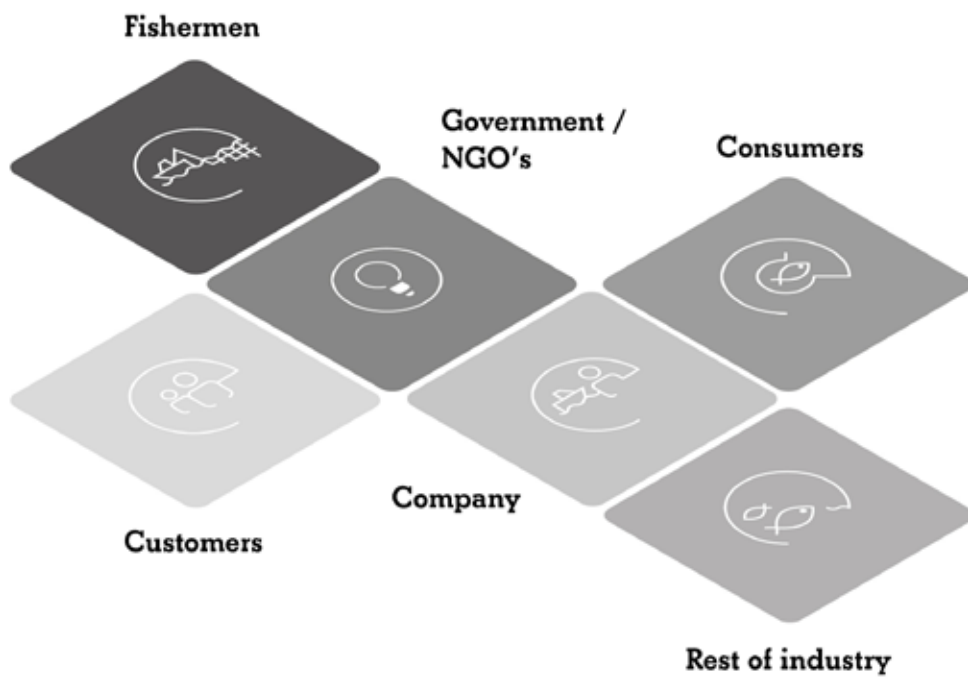 Fishermen
Government /
NGO's
Consumers
Company
Customers
Rest of industry